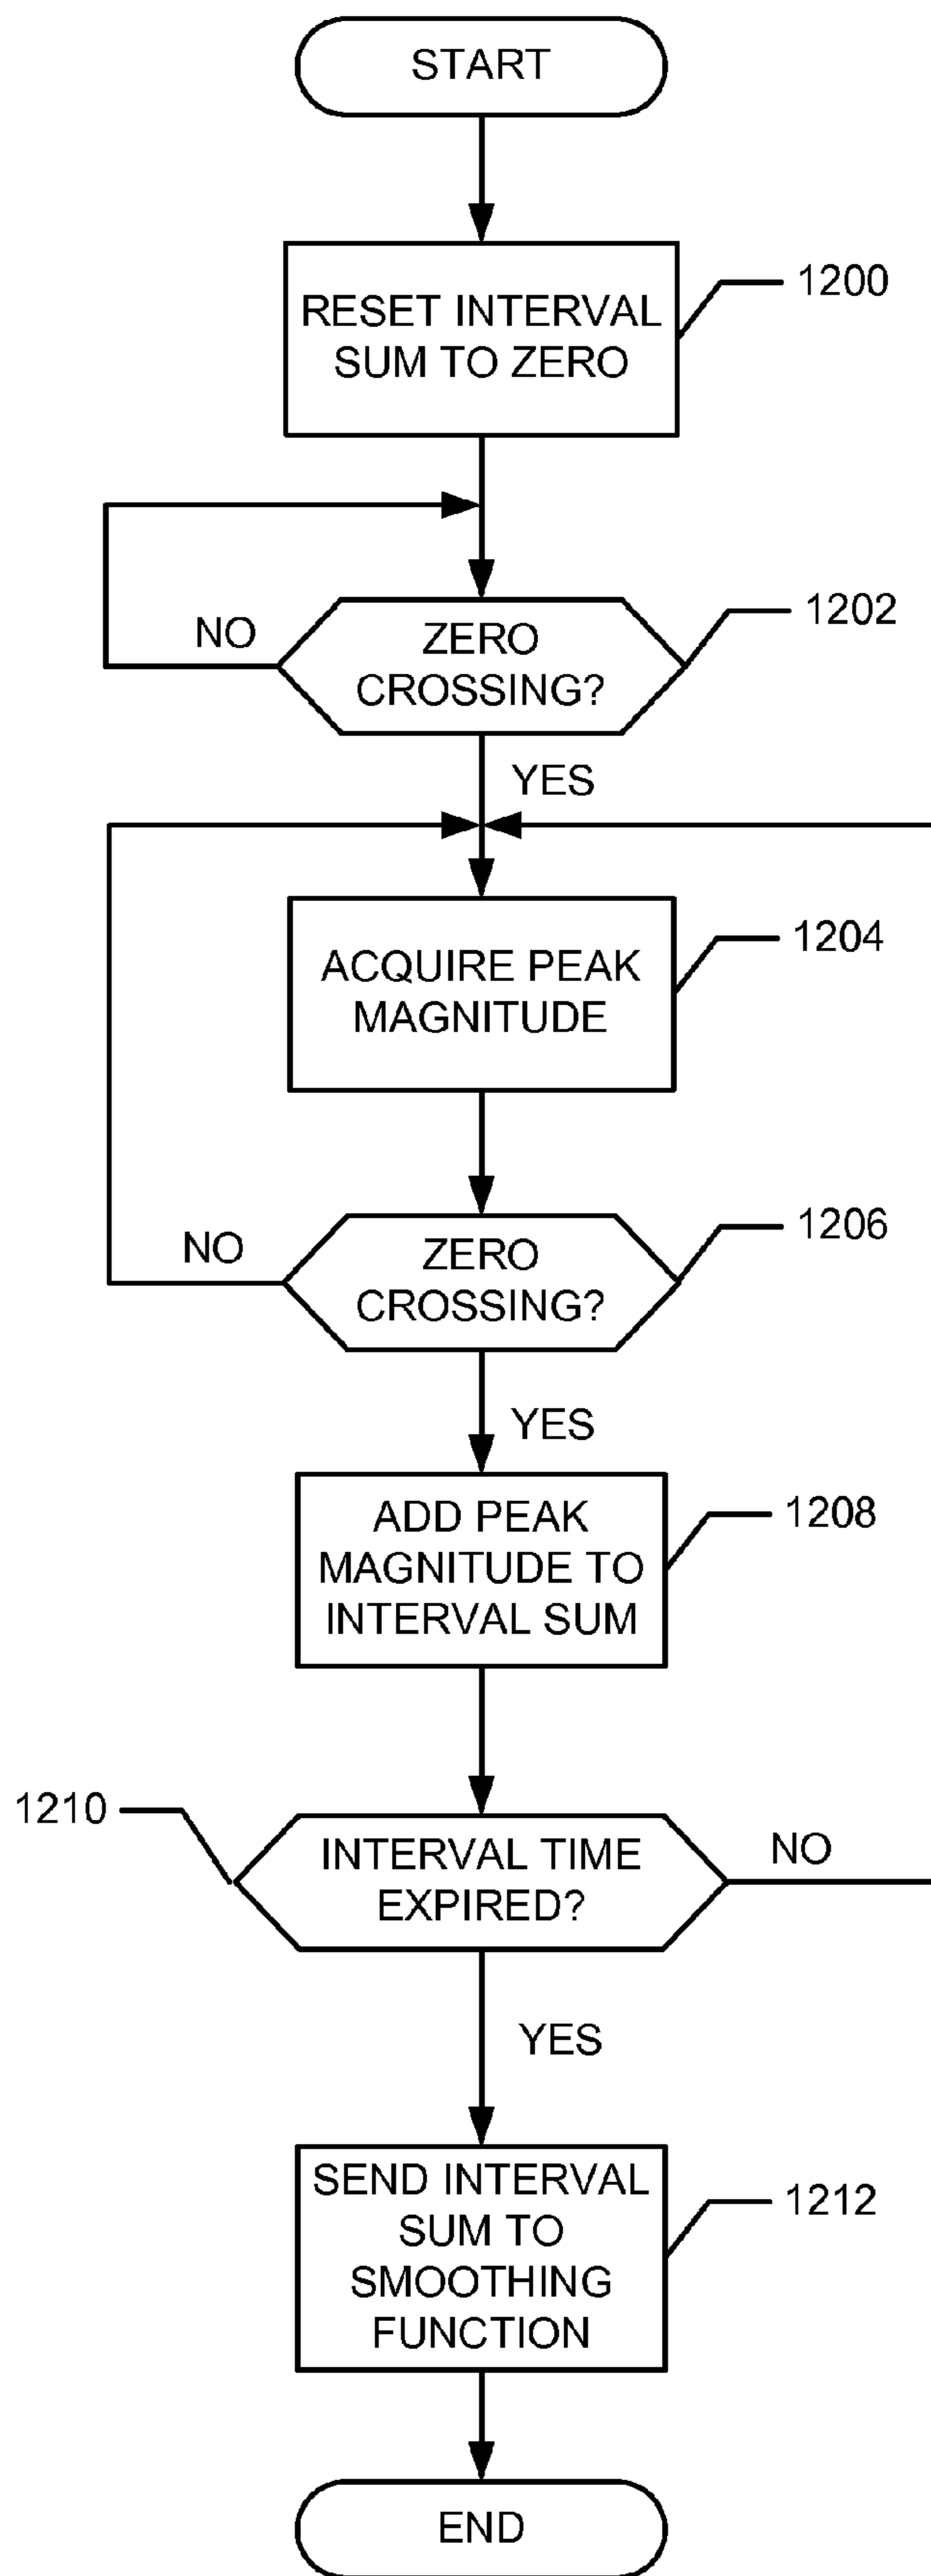 START
RESET INTERVAL
SUM TO ZERO
1200
ZERO
CROSSING?
1202
NO
YES
ACQUIRE PEAK
MAGNITUDE
1204
ZERO
CROSSING?
1206
NO
YES
ADD PEAK
MAGNITUDE TO
INTERVAL SUM
1208
1210
INTERVAL TIME
EXPIRED?
NO
YES
SEND INTERVAL
SUM TO
SMOOTHING
FUNCTION
1212
END